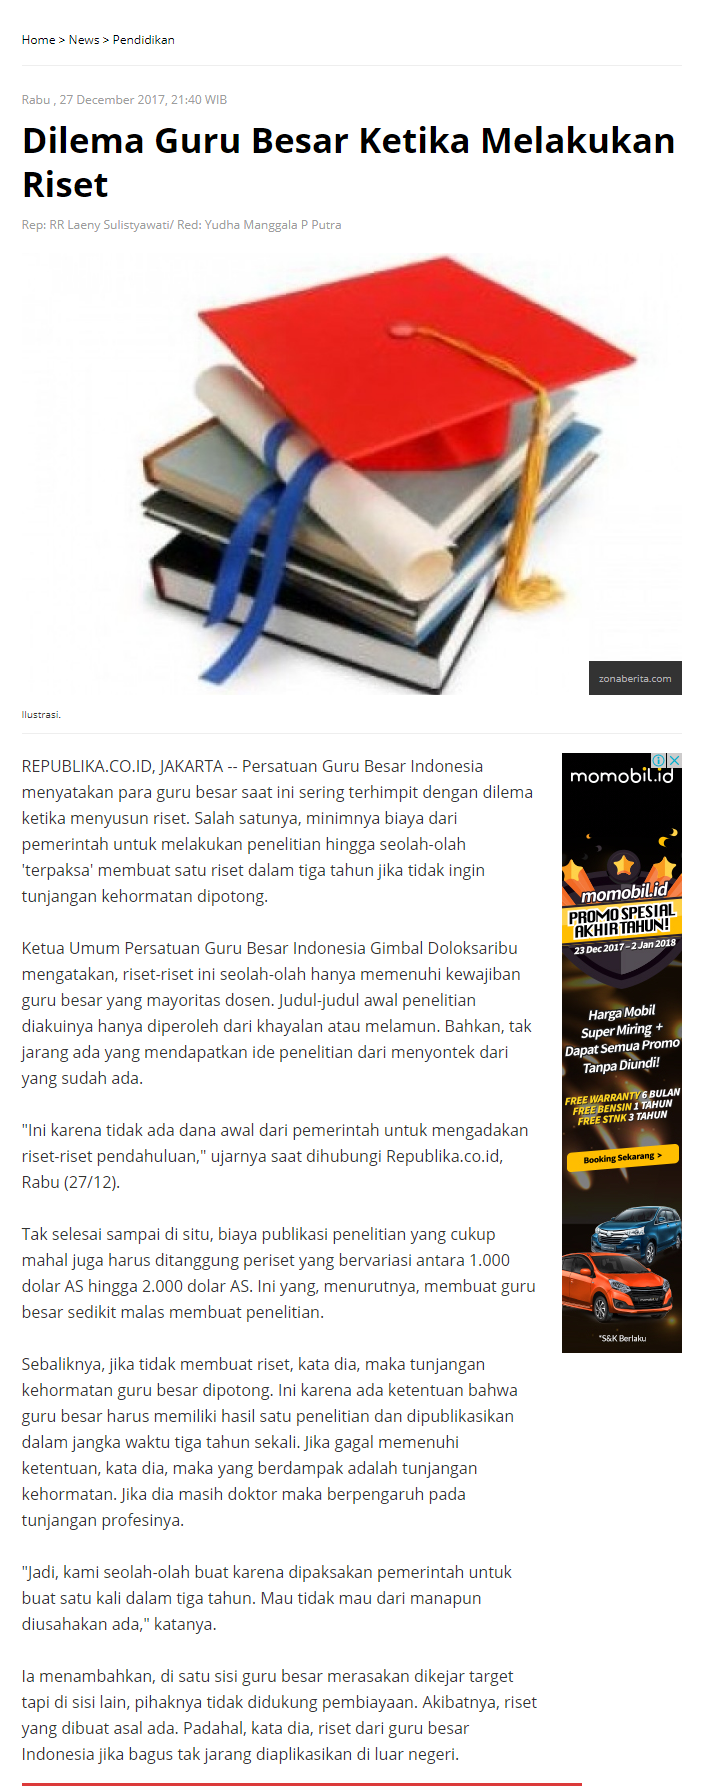 Home > News > Pendidikan
Rabu , 27 December 2017, 21:40 WIB
Dilema Guru Besar Ketika Melakukan
Riset
Rep: RR Laeny Sulistyawati/ Red: Yudha Manggala P Putra
zonaberita.com
Ilustrasi.
REPUBLIKA.CO.ID, JAKARTA -- Persatuan Guru Besar Indonesia
menyatakan para guru besar saat ini sering terhimpit dengan dilema
ketika menyusun riset. Salah satunya, minimnya biaya dari
pemerintah untuk melakukan penelitian hingga seolah-olah
'terpaksa' membuat satu riset dalam tiga tahun jika tidak ingin
tunjangan kehormatan dipotong.
Ketua Umum Persatuan Guru Besar Indonesia Gimbal Doloksaribu
mengatakan, riset-riset ini seolah-olah hanya memenuhi kewajiban
guru besar yang mayoritas dosen. Judul-judul awal penelitian
diakuinya hanya diperoleh dari khayalan atau melamun. Bahkan, tak
jarang ada yang mendapatkan ide penelitian dari menyontek dari
yang sudah ada.
"Ini karena tidak ada dana awal dari pemerintah untuk mengadakan
riset-riset pendahuluan," ujarnya saat dihubungi Republika.co.id,
Rabu (27/12).
Tak selesai sampai di situ, biaya publikasi penelitian yang cukup
mahal juga harus ditanggung periset yang bervariasi antara 1.000
dolar AS hingga 2.000 dolar AS. Ini yang, menurutnya, membuat guru
besar sedikit malas membuat penelitian.
Sebaliknya, jika tidak membuat riset, kata dia, maka tunjangan
kehormatan guru besar dipotong. Ini karena ada ketentuan bahwa
guru besar harus memiliki hasil satu penelitian dan dipublikasikan
dalam jangka waktu tiga tahun sekali. Jika gagal memenuhi
ketentuan, kata dia, maka yang berdampak adalah tunjangan
kehormatan. Jika dia masih doktor maka berpengaruh pada
tunjangan profesinya.
"Jadi, kami seolah-olah buat karena dipaksakan pemerintah untuk
buat satu kali dalam tiga tahun. Mau tidak mau dari manapun
diusahakan ada," katanya.
Ia menambahkan, di satu sisi guru besar merasakan dikejar target
tapi di sisi lain, pihaknya tidak didukung pembiayaan. Akibatnya, riset
yang dibuat asal ada. Padahal, kata dia, riset dari guru besar
Indonesia jika bagus tak jarang diaplikasikan di luar negeri.
momobil.id
momobil.id
PROMO SPESIAL
AKHIR TAHUN!
23 Dec 2017 – 2 Jan 2018
Harga Mobil
Super Miring +
Dapat Semua Promo
Tanpa Diundi!
FREE WARRANTY 6 BULAN
FREE BENSIN 1 TAHUN
FREE STNK 3 TAHUN
Booking Sekarang >
momobil.id
*S&K Berlaku